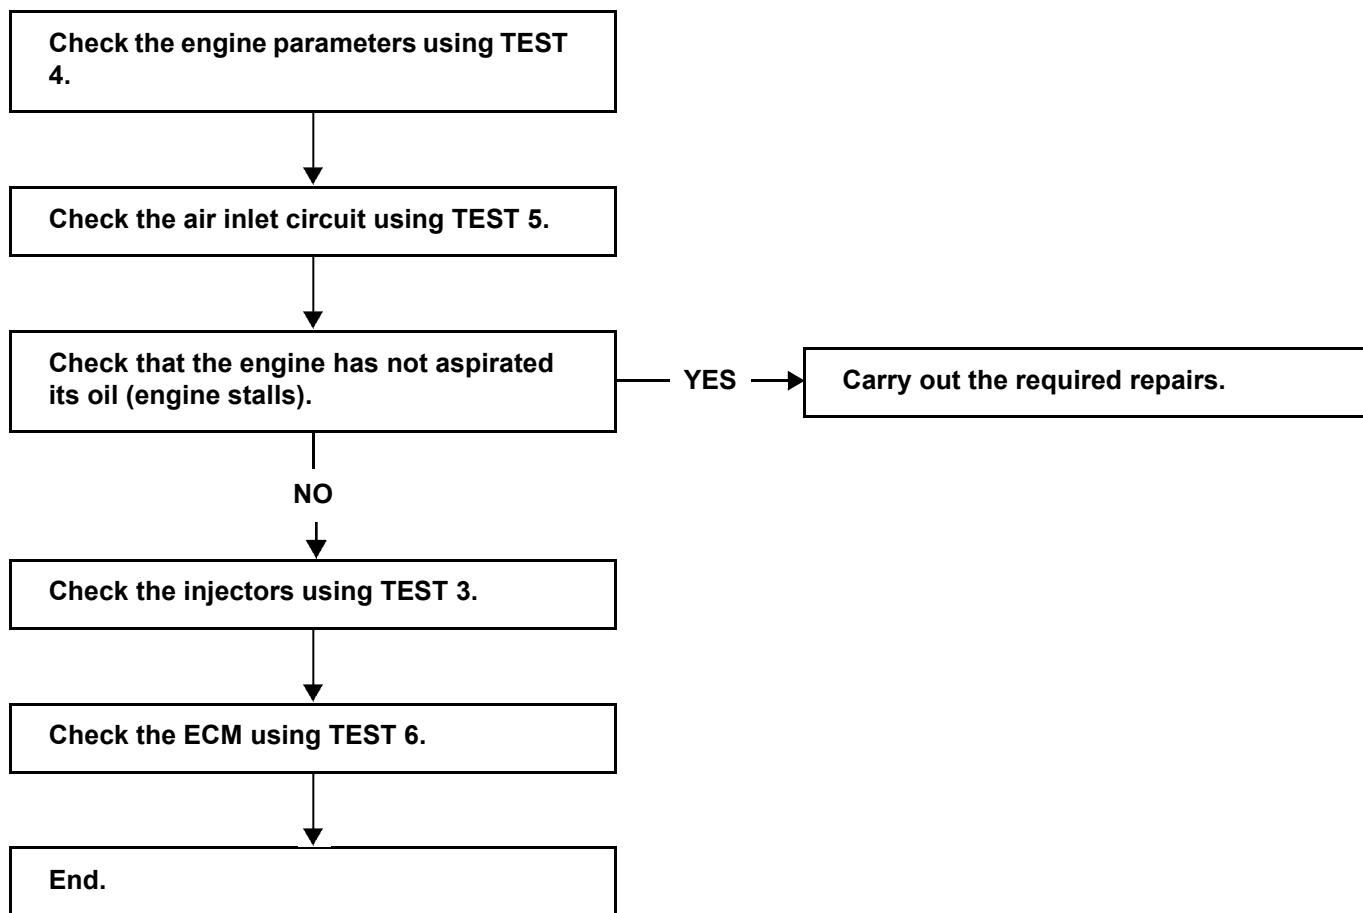 Check the engine parameters using TEST
4.
Check the air inlet circuit using TEST 5.
Check that the engine has not aspirated
its oil (engine stalls).
YES
Carry out the required repairs.
NO
Check the injectors using TEST 3.
Check the ECM using TEST 6.
End.